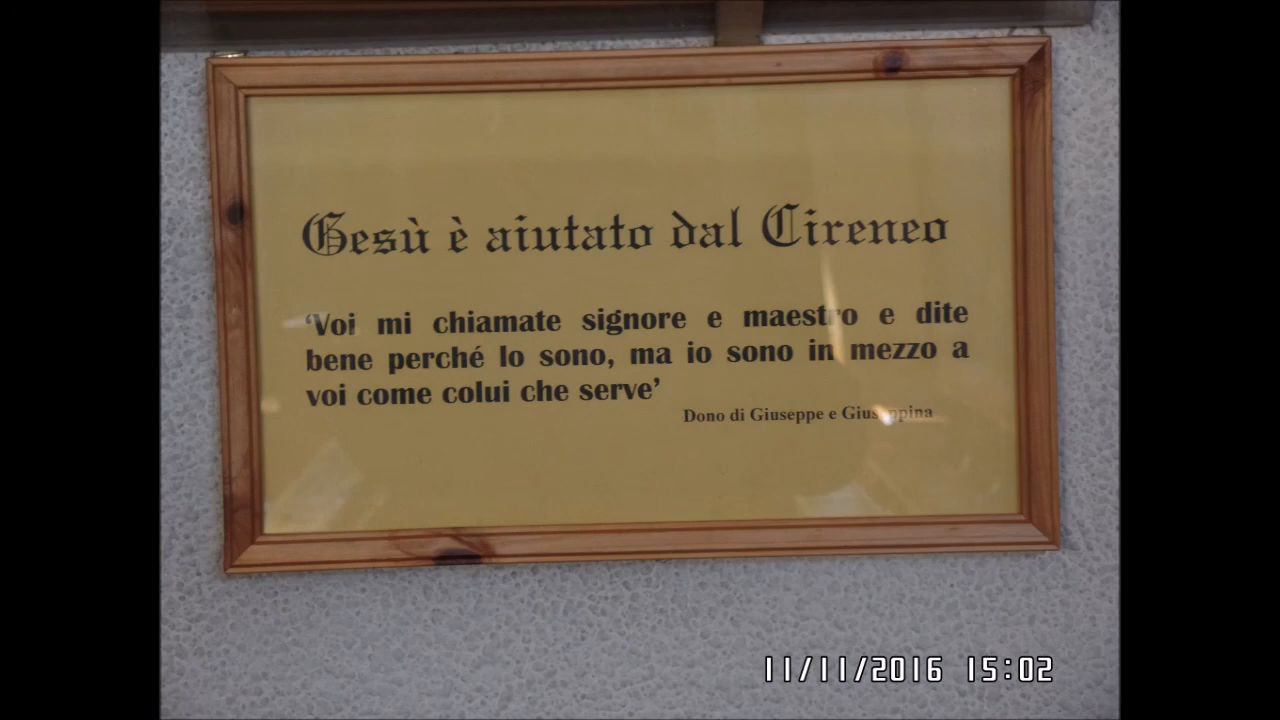 Gesù è aiutato dal Cireneo
‘Voi mi chiamate signore e maestro e dite
bene perché lo sono, ma io sono in mezzo a
voi come colui che serve’
Dono di Giuseppe e Giuseppina
11/11/2016 15:02